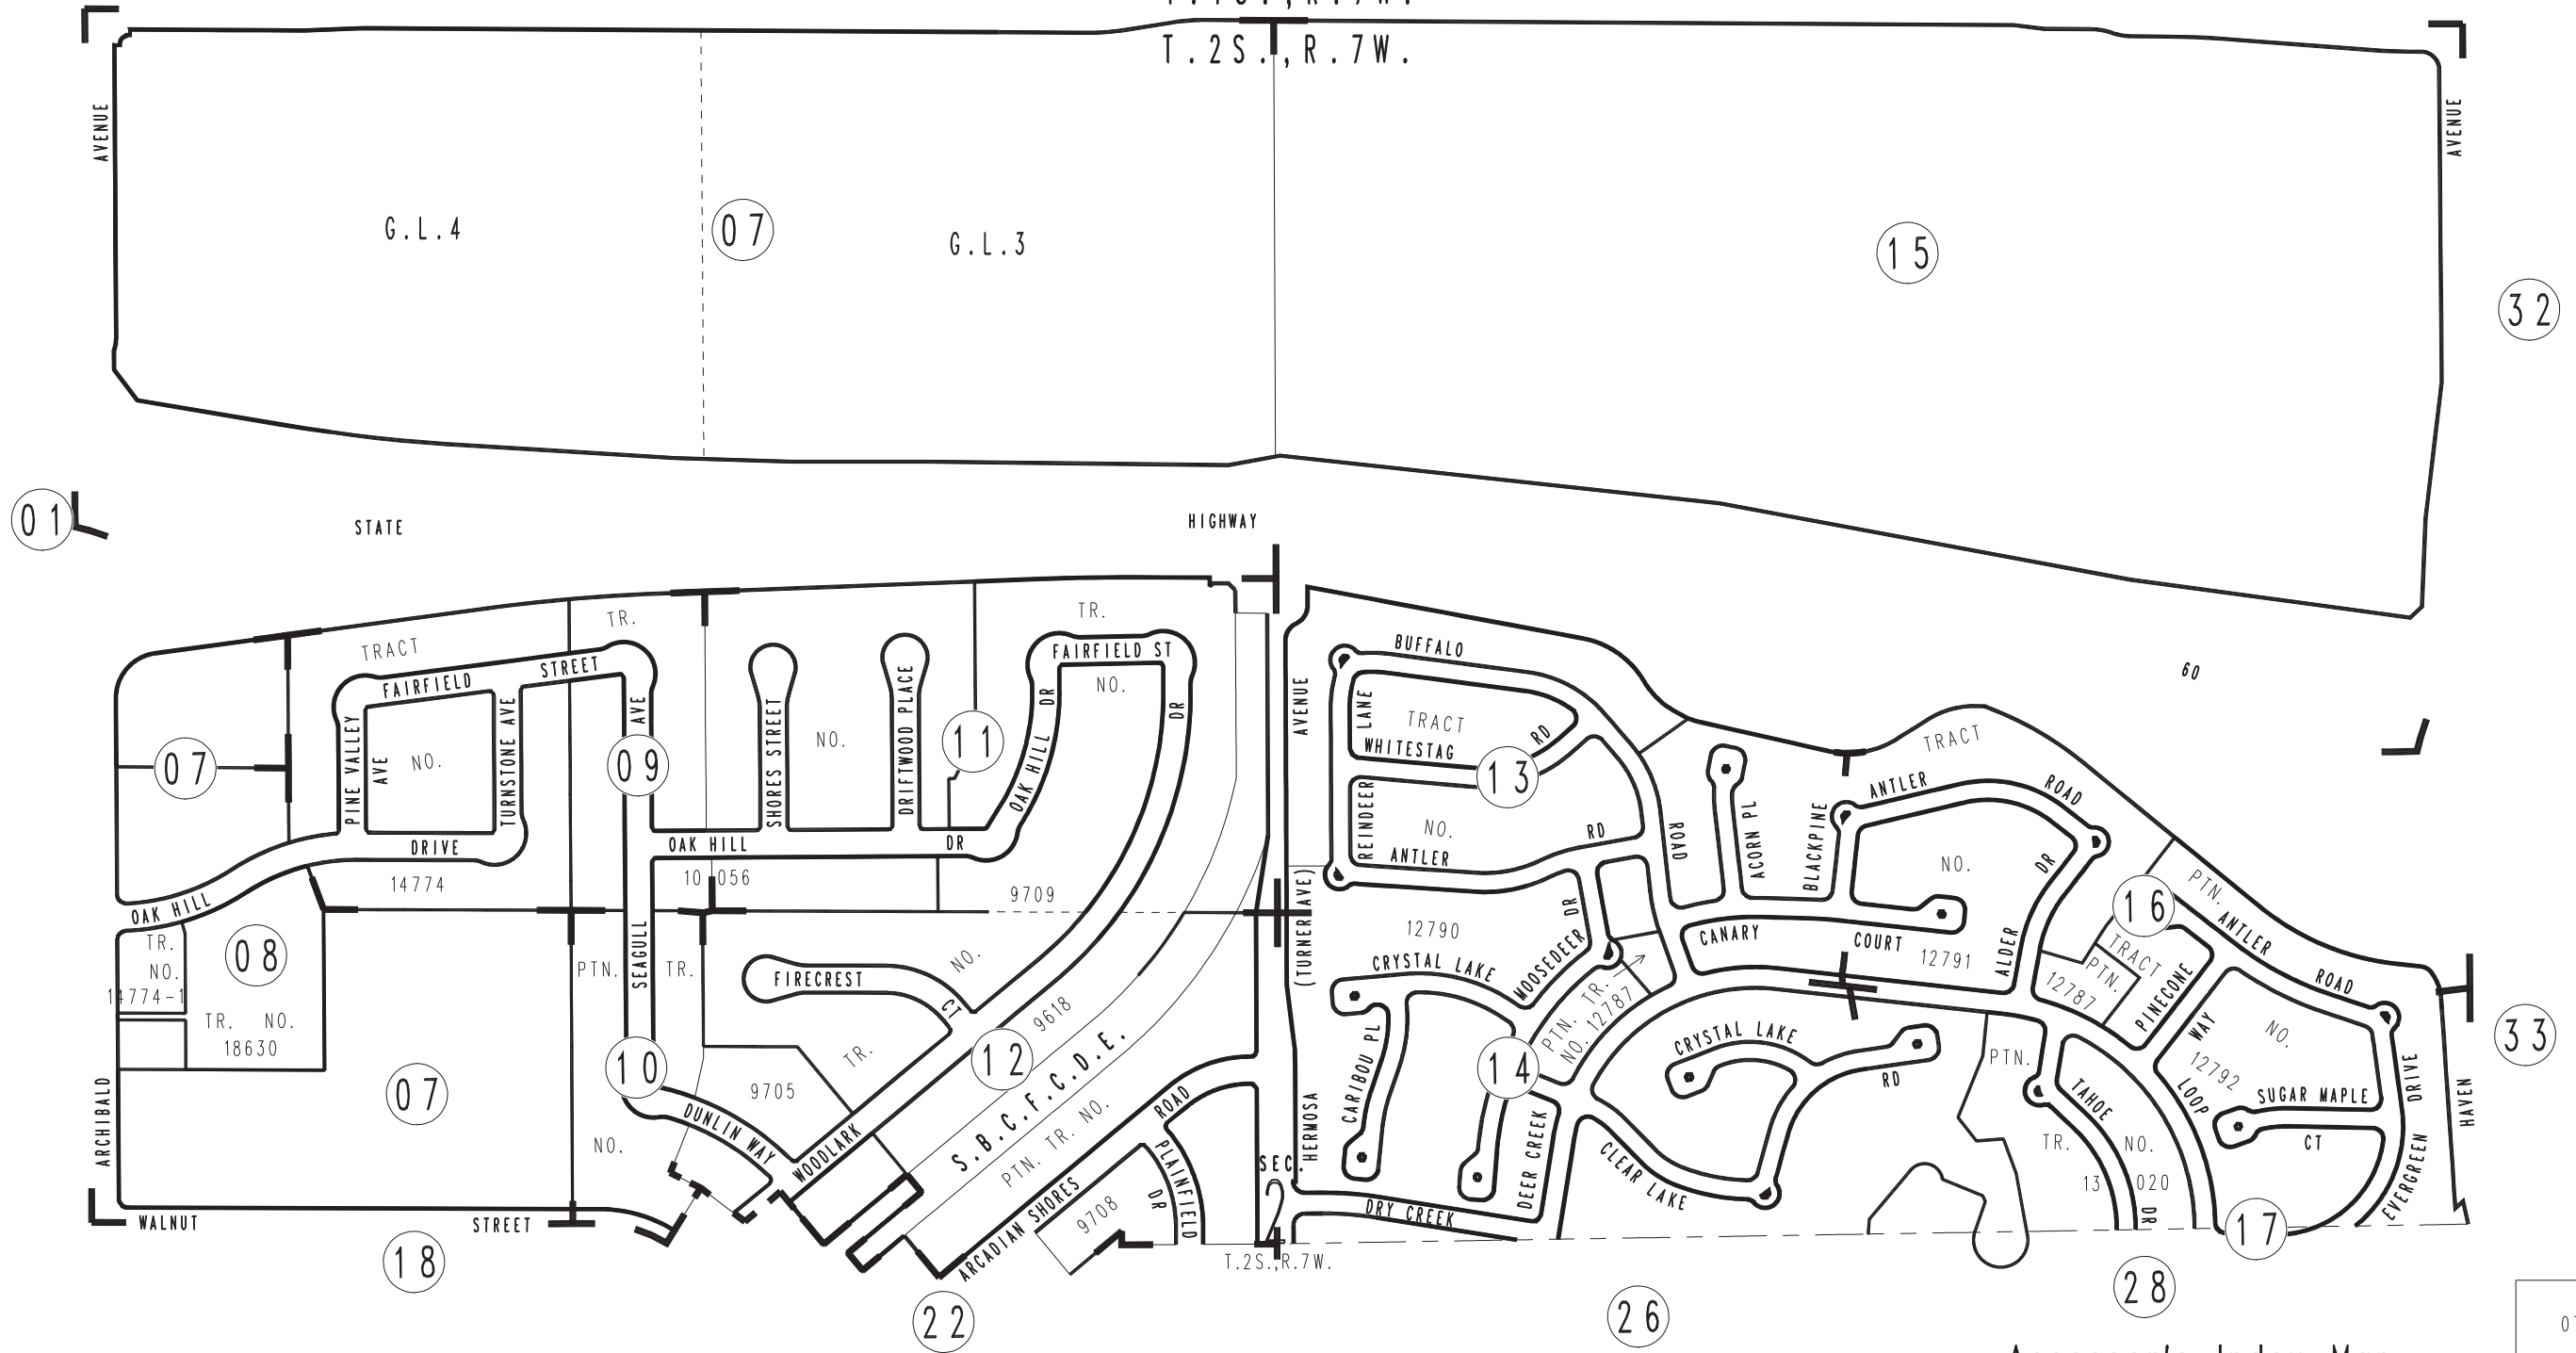 T.2S.,R.7W.
AVENUE
AVENUE
G.L.4
07
G.L.3
15
32
01
STATE
HIGHWAY
60
TRACT
TR.
TR.
FAIRFIELD STREET
FAIRFIELD ST
NO.
BUFFALO
ROAD
AVENUE
TRACT
REINDEER LANE
WHITESTAG RD
13
07
PINE VALLEY AVE
NO.
TURNSTONE AVE
09
SEAGULL AVE
SHORES STREET
NO.
DRIFTWOOD PLACE
11
OAK HILL DR
DR
NO.
ANTLER RD
ACORN PL
BLACKPINE
TRACT
ANTLER ROAD
NO.
ALDER DR
OAK HILL DRIVE
OAK HILL DR
14774
10 056
9709
(TURNER AVE)
12790
MOOSEDEER DR
CANARY COURT
12791
16
PTN.
ANTLER ROAD
TR.
NO.
14774-1
08
TR. NO.
18630
PTN.
TR.
FIRECREST CT
NO.
CRYSTAL LAKE
PTN. TR.
NO. 12787
TRACT
PTN.
12787
PINECONE WAY
NO.
12792
33
ARCHIBALD
07
NO.
10
9705
TR.
12
9618
S.B.C.F.C.D.E.
PTN. TR. NO.
CARIBOU PL
14
CRYSTAL LAKE RD
PTN.
TAHOE DR
LOOP
SUGAR MAPLE CT
EVERGREEN DRIVE
HAVEN
DUNLIN WAY
WOODLARK
DR
ARCADIAN SHORES ROAD
PLAINFIELD DR
9708
HERMOSA
SEC.
2
DEER CREEK
CLEAR LAKE
DRY CREEK
TR. NO.
13 020
17
WALNUT STREET
18
T.2S.,R.7W.
22
26
28